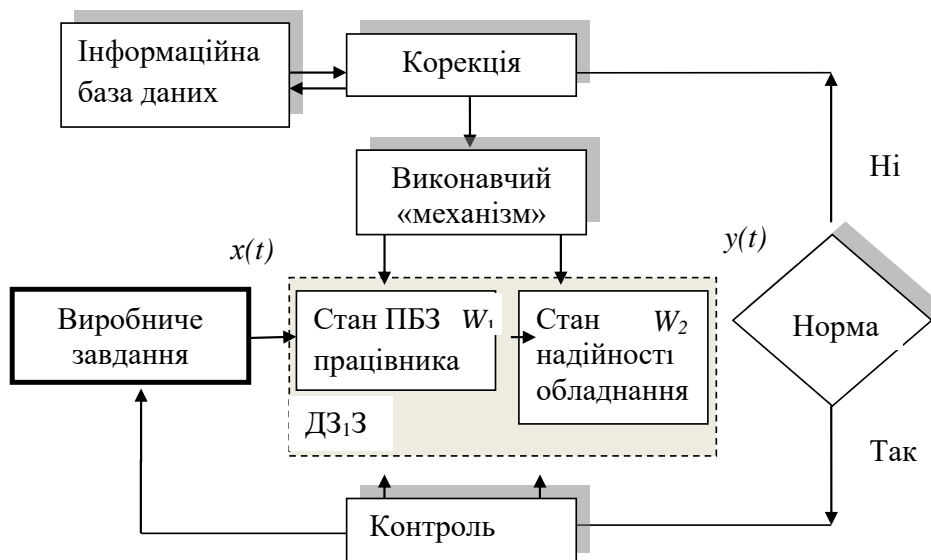 Інформаційна
база даних
Корекція
Виконавчий
«механізм»
Ні
x(t)
y(t)
Виробниче
завдання
Стан ПБЗ W₁
працівника
Стан W₂
надійності
обладнання
Норма
ДЗ₁З
Так
Контроль